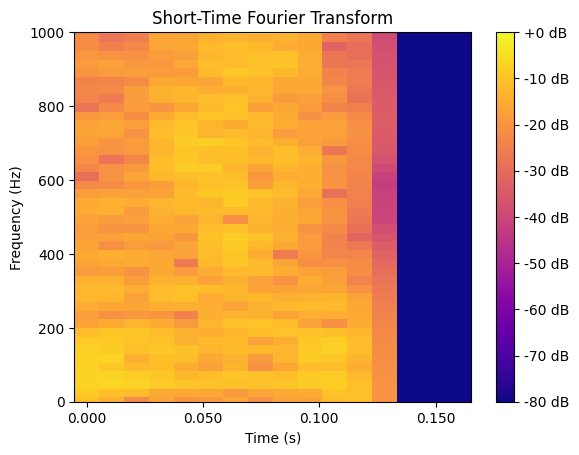 Short-Time Fourier Transform
1000
800
600
400
200
0
Frequency (Hz)
0.000
0.050
0.100
0.150
Time (s)
+0 dB
-10 dB
-20 dB
-30 dB
-40 dB
-50 dB
-60 dB
-70 dB
-80 dB